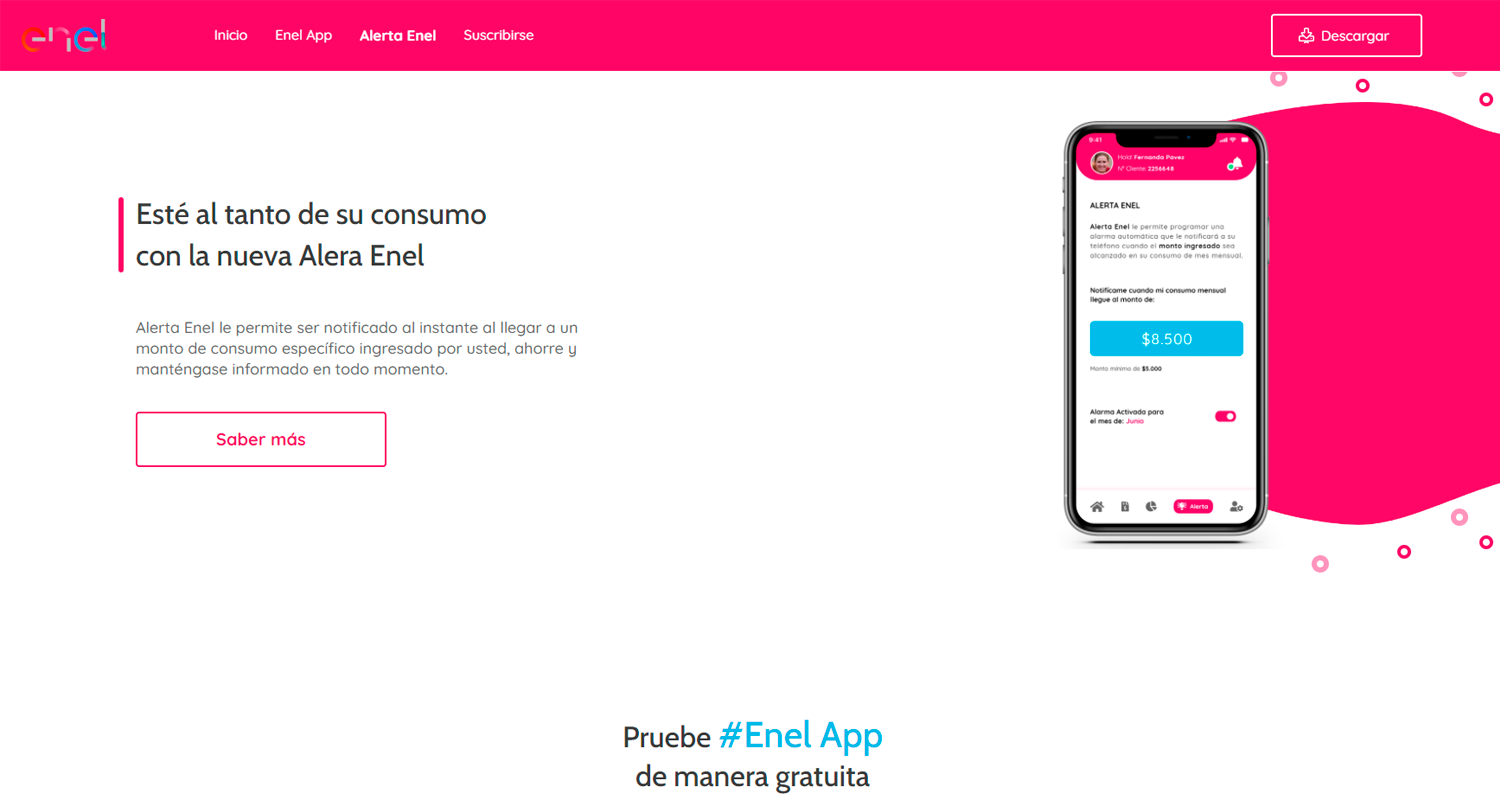 enel
Inicio
Enel App
Alerta Enel
Suscribirse
Descargar
Esté al tanto de su consumo
con la nueva Alera Enel
Alerta Enel le permite ser notificado al instante al llegar a un
monto de consumo específico ingresado por usted, ahorre y
manténgase informado en todo momento.
Saber más
9:41
Hola! Fernanda Povez
N° Cliente: 2256648
ALERTA ENEL
Alerta Enel le permite programar una
alarma automática que le notificará a su
teléfono cuando el monto ingresado sea
alcanzado en su consumo de mes mensual.
Notifícame cuando mi consumo mensual
llegue al monto de:
$8.500
Monto mínimo de $5.000
Alarma Activada para
el mes de: Junio
Alerta
Pruebe #Enel App
de manera gratuita